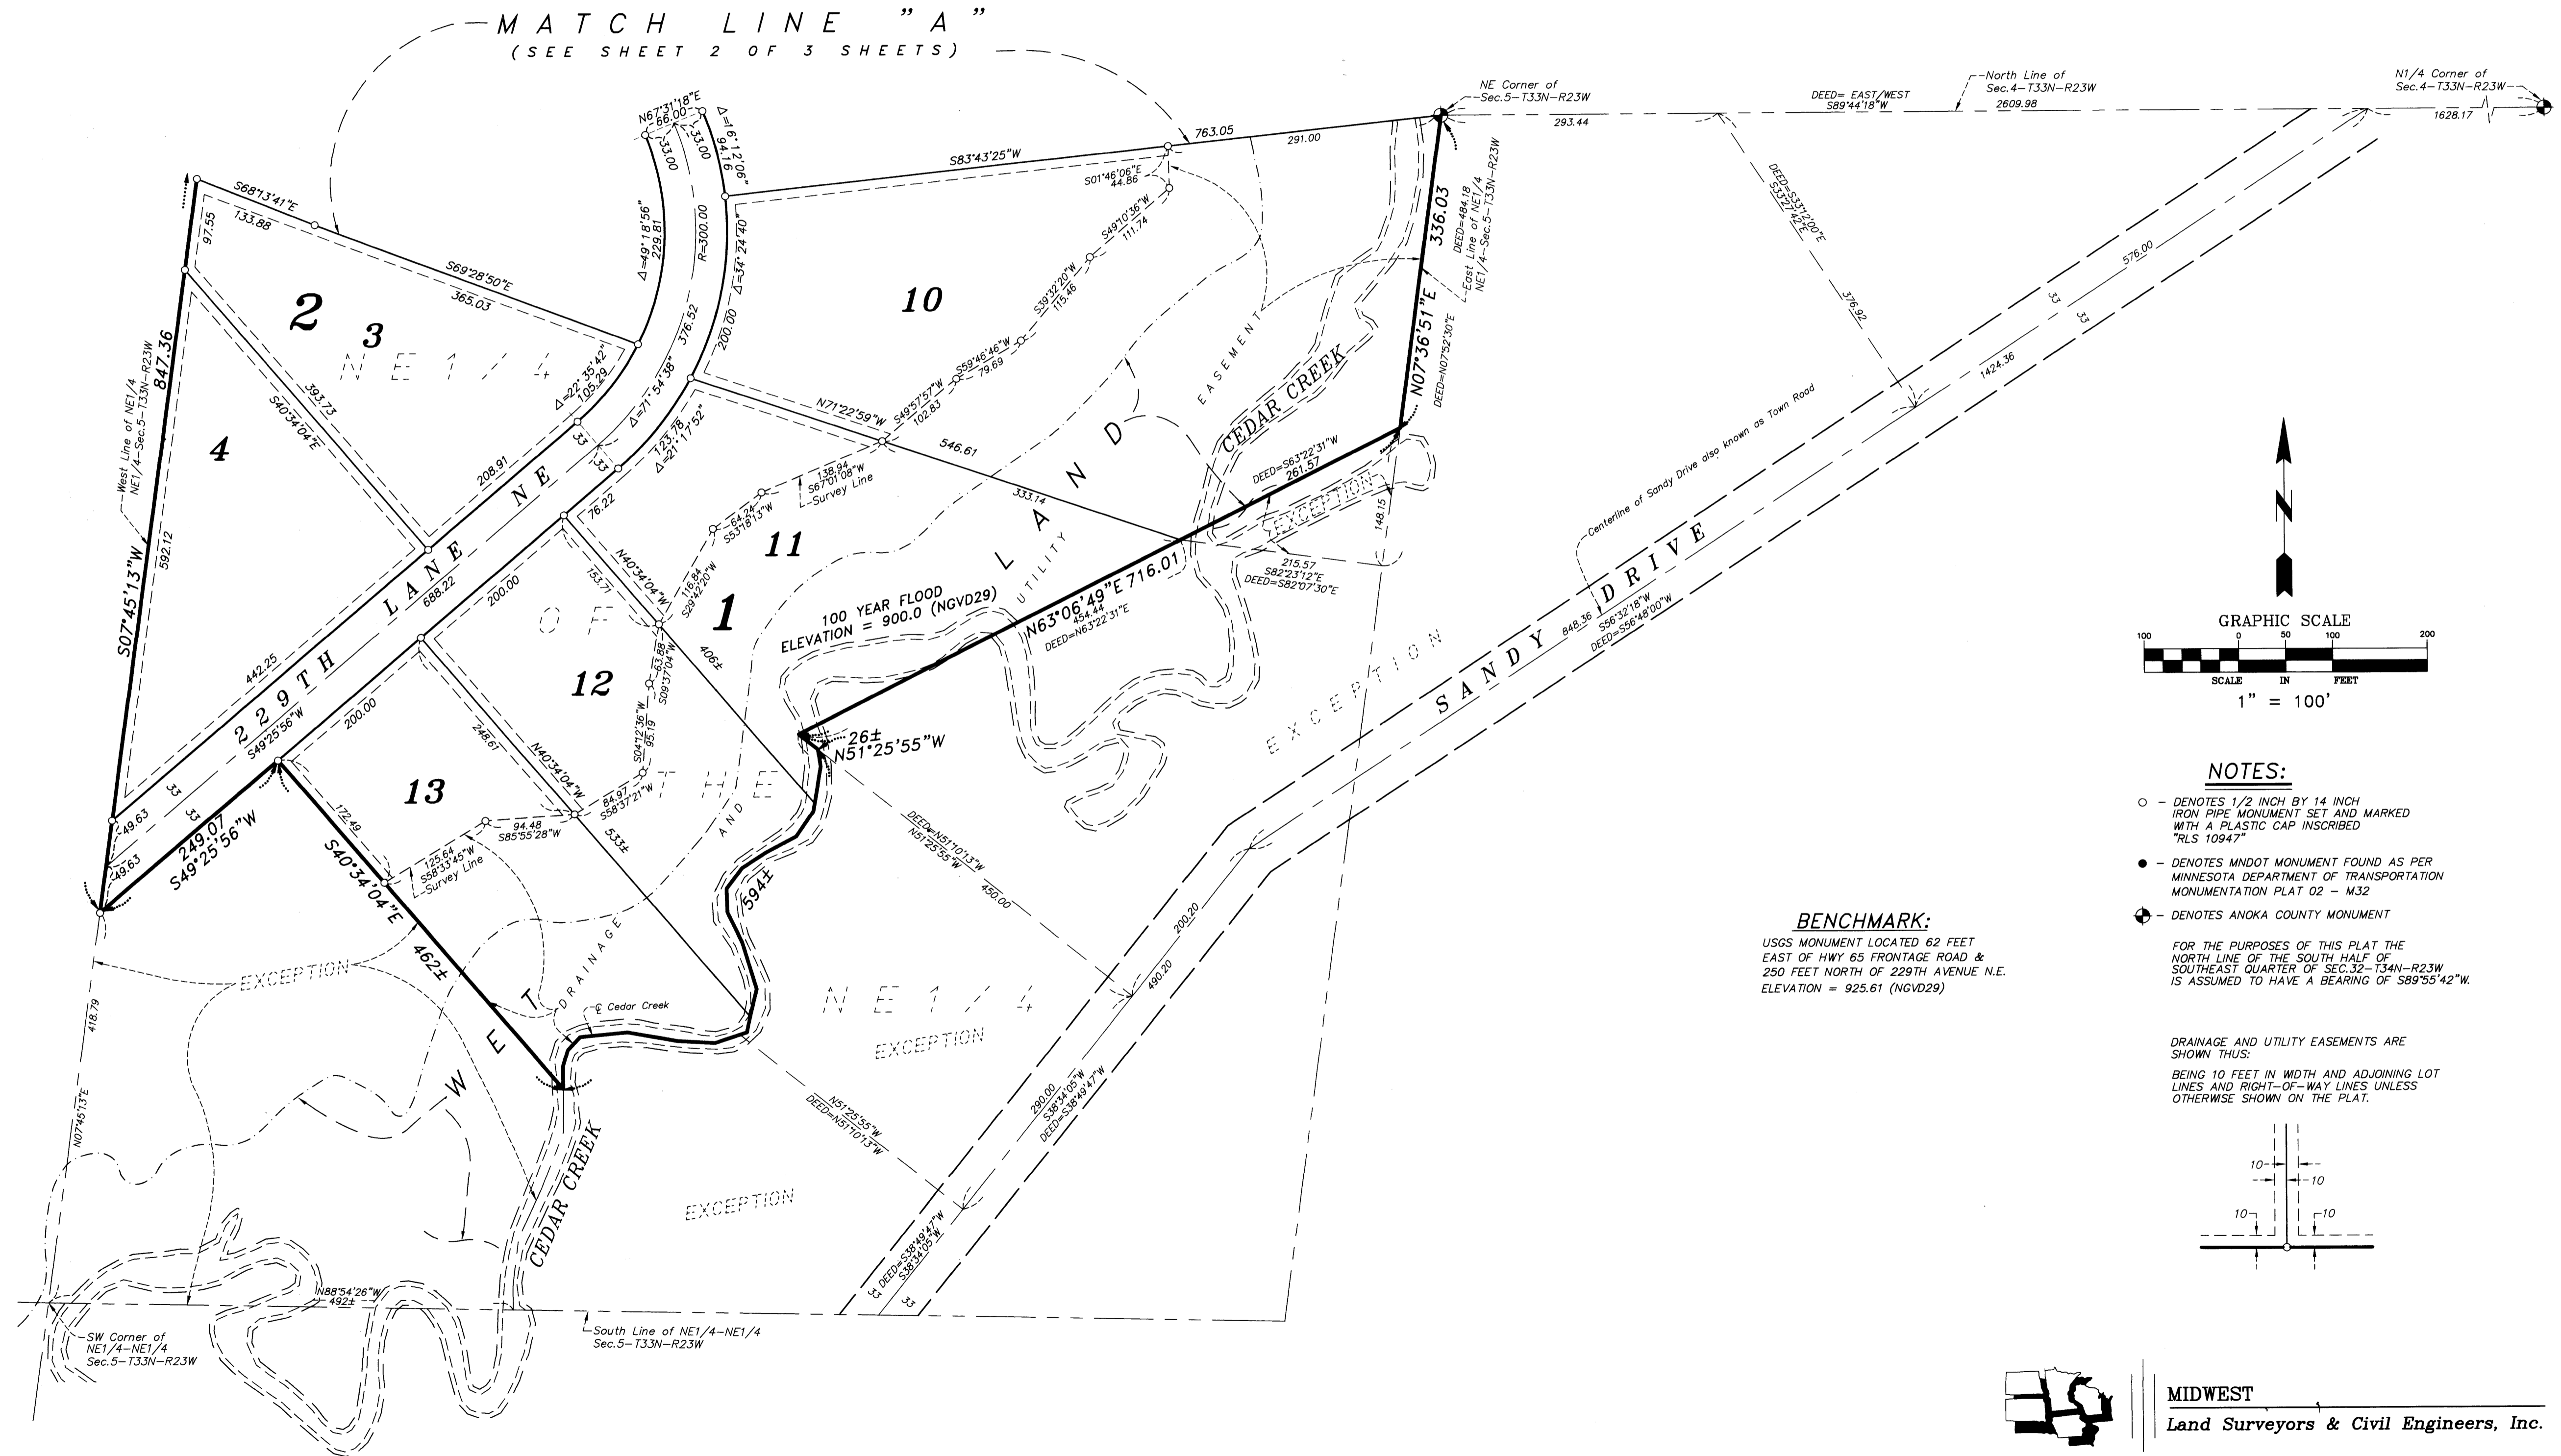 MATCH LINE "A"
(SEE SHEET 2 OF 3 SHEETS)
NE Corner of
Sec.5-T33N-R23W
DEED= EAST/WEST
S89°44'18"W
North Line of
Sec.4-T33N-R23W
2609.98
N1/4 Corner of
Sec.4-T33N-R23W
293.44
1628.17
N67°31'18"E
66.00
33.00
33.00
Δ=16°12'06"
94.16
763.05
291.00
S83°43'25"W
S01°46'06"E
44.86
S49°10'36"W
111.74
S39°32'20"W
115.46
S59°46'46"W
79.69
S49°57'57"W
102.83
S68°13'41"E
133.88
97.55
S69°28'50"E
365.03
Δ=49°18'56"
229.81
R=300.00
Δ=34°24'40"
200.00
376.52
Δ=71°54'38"
Δ=22°35'42"
105.29
123.78
Δ=21°17'52"
336.03
DEED=484.18
East Line of NE1/4
NE1/4-Sec.5-T33N-R23W
N07°36'51"E
DEED=N07°52'30"E
DEED=S33°12'00"E
S33°27'42"E
376.92
576.00
33
33
1424.36
2
3
NE1/4
10
4
847.36
West Line of NE1/4
NE1/4-Sec.5-T33N-R23W
592.12
S07°45'13"W
393.73
S40°34'04"E
208.91
33
33
76.22
N71°22'59"W
546.61
333.14
138.94
S67°01'08"W
Survey Line
64.24
S53°18'13"W
116.84
S29°42'20"W
11
1
EASEMENT
CEDAR CREEK
DEED=S63°22'31"W
261.57
EXCEPTION
148.15
215.57
S82°23'12"E
DEED=S82°07'30"E
WET LAND
DRAINAGE AND UTILITY
100 YEAR FLOOD
ELEVATION = 900.0 (NGVD29)
N63°06'49"E 716.01
454.44
DEED=N63°22'31"E
Centerline of Sandy Drive also known as Town Road
SANDY DRIVE
848.36
S56°32'18"W
DEED=S56°48'00"W
EXCEPTION
229TH LANE NE
688.22
S49°25'56"W
442.25
200.00
200.00
N40°34'04"W
153.71
406±
OF
12
63.88
S09°37'04"W
S04°12'36"W
95.19
THE
84.97
S58°37'21"W
N40°34'04"W
248.61
533±
13
94.48
S85°55'28"W
125.64
S58°33'45"W
Survey Line
172.49
S40°34'04"E
462±
33
33
49.63
49.63
249.07
S49°25'56"W
26±
N51°25'55"W
594±
DEED=N51°10'13"W
N51°25'55"W
450.00
200.20
490.20
290.00
S38°34'05"W
DEED=S38°49'47"W
NE1/4
EXCEPTION
EXCEPTION
℄ Cedar Creek
N51°25'55"W
DEED=N51°10'13"W
EXCEPTION
418.79
N07°45'13"E
CEDAR CREEK
DEED=S38°49'47"W
S38°34'05"W
33
33
N88°54'26"W
492±
SW Corner of
NE1/4-NE1/4
Sec.5-T33N-R23W
South Line of NE1/4-NE1/4
Sec.5-T33N-R23W
N
GRAPHIC SCALE
100 0 50 100 200
SCALE IN FEET
1" = 100'
NOTES:
- DENOTES 1/2 INCH BY 14 INCH
IRON PIPE MONUMENT SET AND MARKED
WITH A PLASTIC CAP INSCRIBED
"RLS 10947"
- DENOTES MNDOT MONUMENT FOUND AS PER
MINNESOTA DEPARTMENT OF TRANSPORTATION
MONUMENTATION PLAT 02 - M32
- DENOTES ANOKA COUNTY MONUMENT
FOR THE PURPOSES OF THIS PLAT THE
NORTH LINE OF THE SOUTH HALF OF
SOUTHEAST QUARTER OF SEC.32-T34N-R23W
IS ASSUMED TO HAVE A BEARING OF S89°55'42"W.
BENCHMARK:
USGS MONUMENT LOCATED 62 FEET
EAST OF HWY 65 FRONTAGE ROAD &
250 FEET NORTH OF 229TH AVENUE N.E.
ELEVATION = 925.61 (NGVD29)
DRAINAGE AND UTILITY EASEMENTS ARE
SHOWN THUS:
BEING 10 FEET IN WIDTH AND ADJOINING LOT
LINES AND RIGHT-OF-WAY LINES UNLESS
OTHERWISE SHOWN ON THE PLAT.
10
10
10
10
MIDWEST
Land Surveyors & Civil Engineers, Inc.